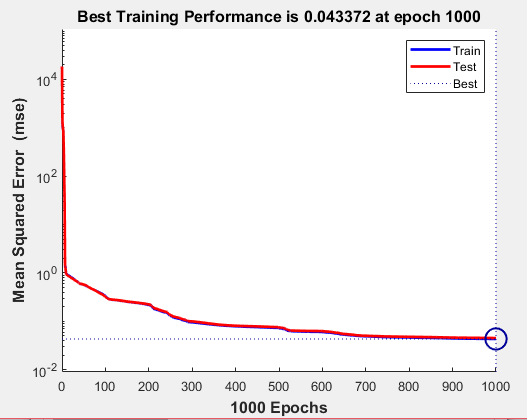 Best Training Performance is 0.043372 at epoch 1000
Mean Squared Error (mse)
10^4
10^2
10^0
10^-2
Train
Test
Best
0 100 200 300 400 500 600 700 800 900 1000
1000 Epochs